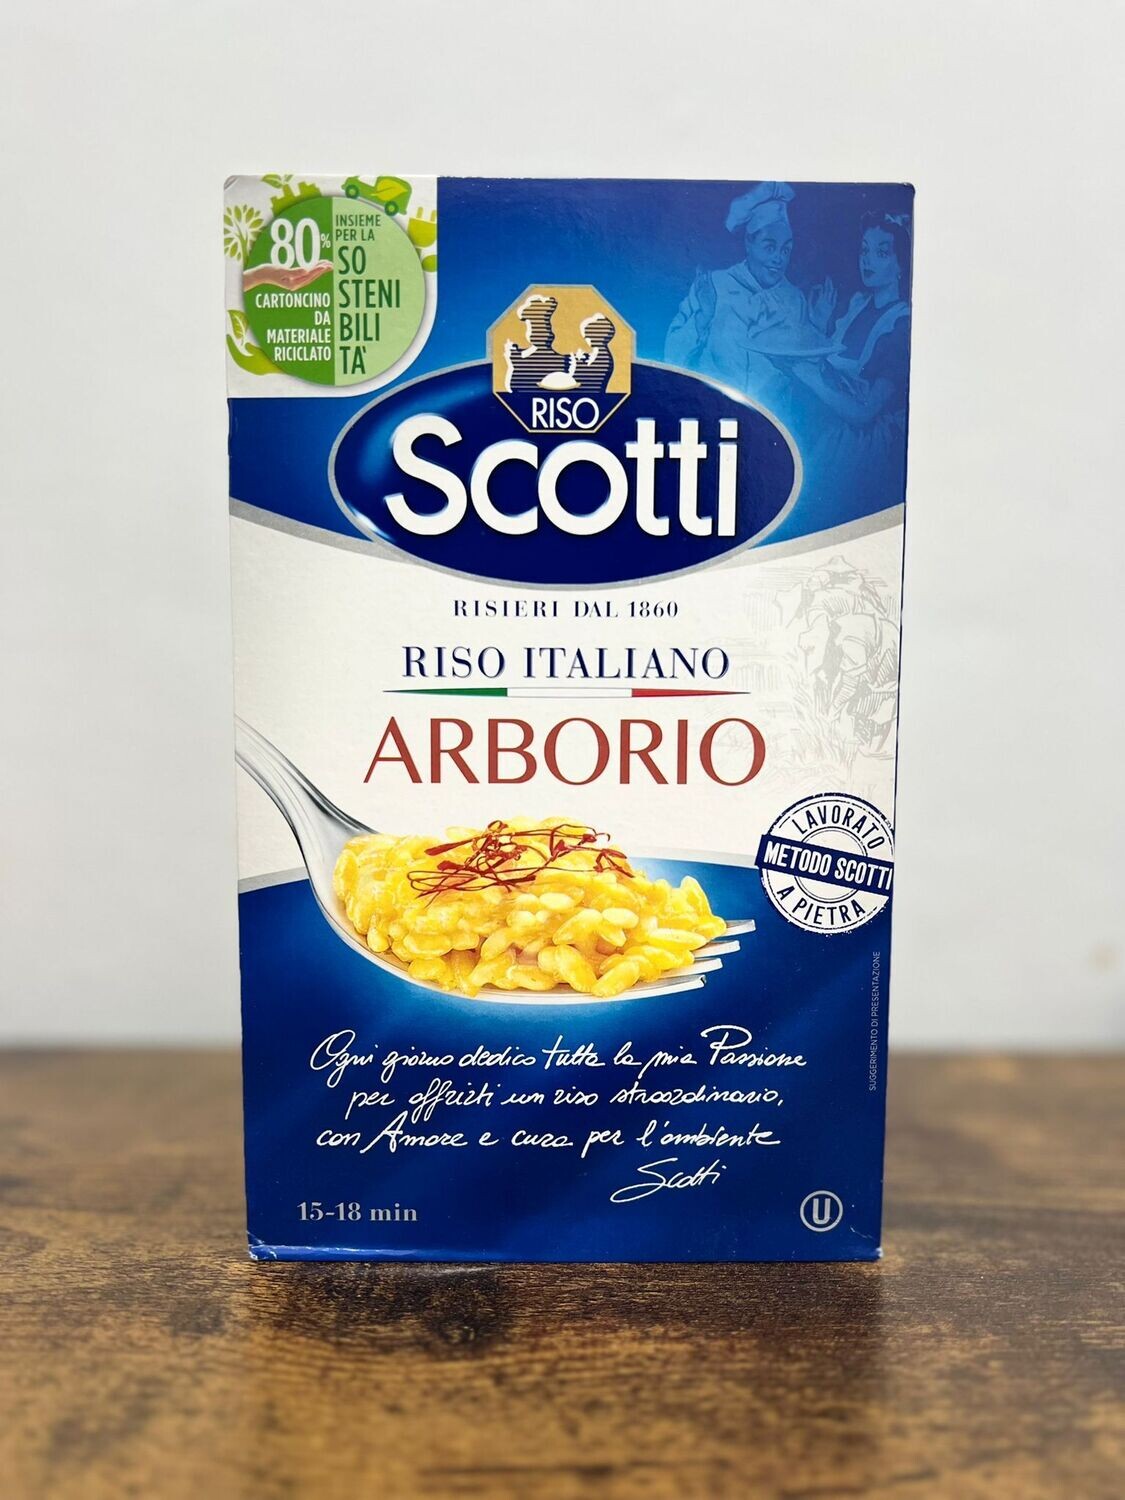 80%
CARTONCINO
DA
MATERIALE
RICICLATO
INSIEME
PER LA
SO
STENI
BILI
TA'
RISO
Scotti
RISIERI DAL 1860
RISO ITALIANO
ARBORIO
LAVORATO
METODO SCOTTI
A PIETRA
SUGGERIMENTO DI PRESENTAZIONE
Ogni giorno dedico tutta la mia Passione
per offrirti un riso straordinario,
con Amore e cura per l'ambiente
Scotti
15-18 min
U